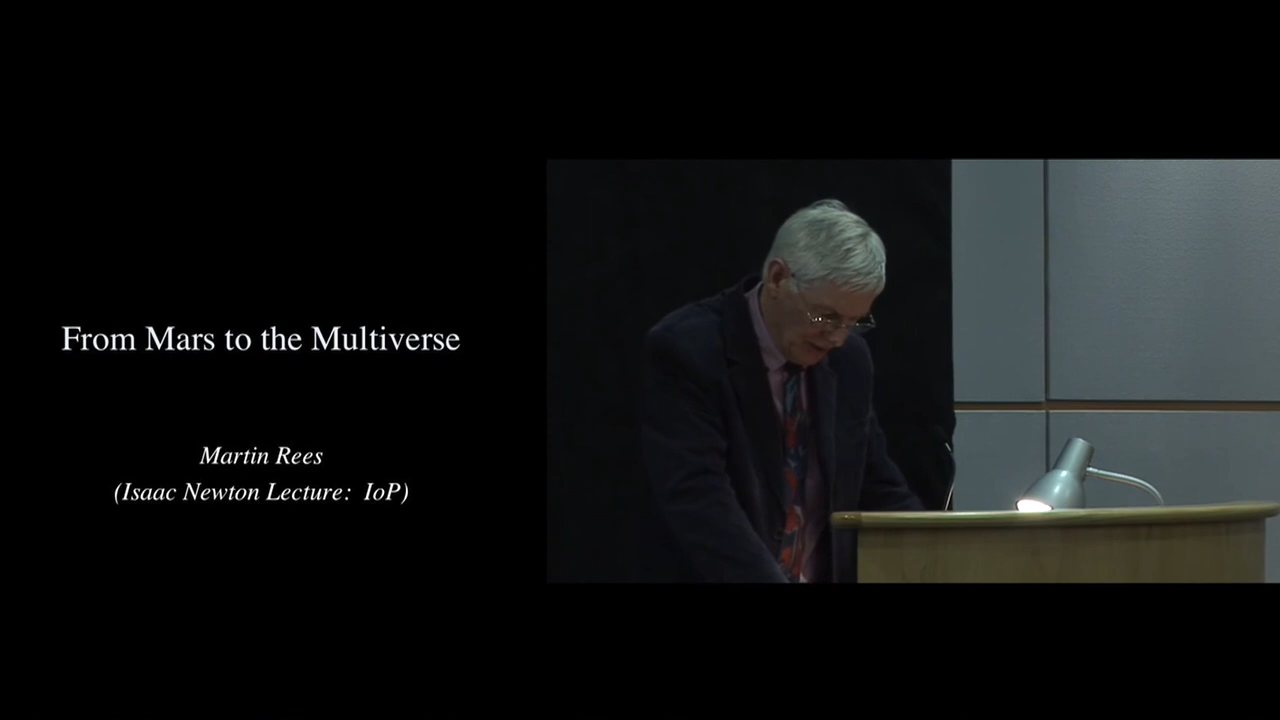 From Mars to the Multiverse
Martin Rees
(Isaac Newton Lecture: IoP)